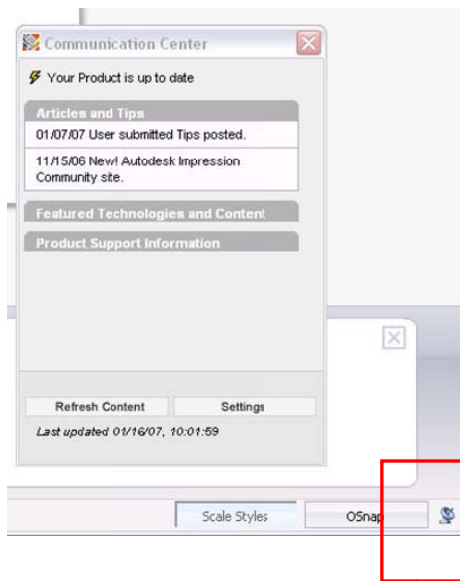 Communication Center
Your Product is up to date
Articles and Tips
01/07/07 User submitted Tips posted.
11/15/06 New! Autodesk Impression
Community site.
Featured Technologies and Content
Product Support Information
Refresh Content Settings
Last updated 01/16/07, 10:01:59
Scale Styles OSnap